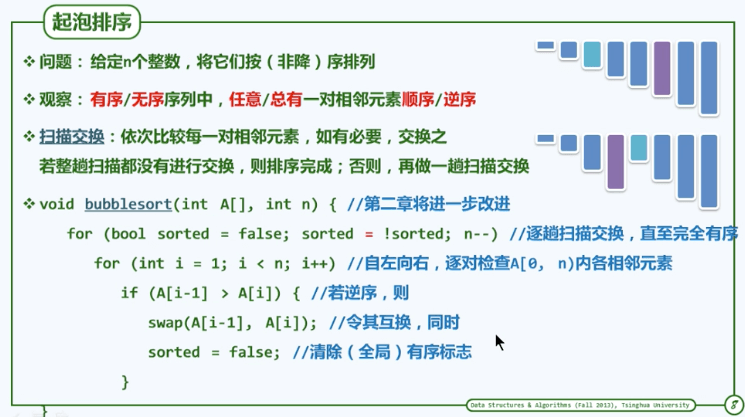 起泡排序
❖ 问题：给定n个整数，将它们按（非降）序排列
❖ 观察：有序/无序序列中，任意/总有一对相邻元素顺序/逆序
❖ 扫描交换：依次比较每一对相邻元素，如有必要，交换之
若整趟扫描都没有进行交换，则排序完成；否则，再做一趟扫描交换
❖ void bubblesort(int A[], int n) { //第二章将进一步改进
for (bool sorted = false; sorted = !sorted; n--) //逐趟扫描交换，直至完全有序
for (int i = 1; i < n; i++) //自左向右，逐对检查A[0, n)内各相邻元素
if (A[i-1] > A[i]) { //若逆序，则
swap(A[i-1], A[i]); //令其互换，同时
sorted = false; //清除（全局）有序标志
}
}
Data Structures & Algorithms (Fall 2013), Tsinghua University
8